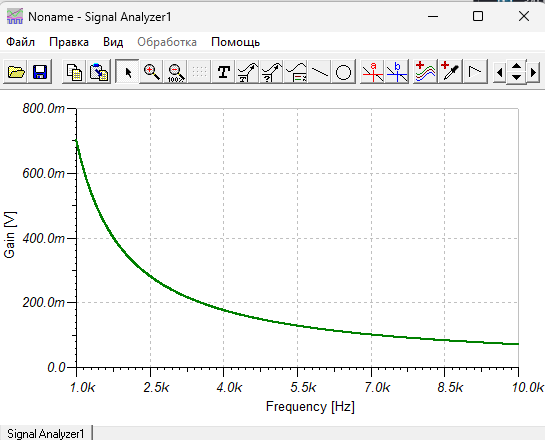 Noname - Signal Analyzer1
Файл Правка Вид Обработка Помощь
100% T ? a b
800.0m
600.0m
400.0m
200.0m
0.0
Gain [V]
1.0k 2.5k 4.0k 5.5k 7.0k 8.5k 10.0k
Frequency [Hz]
Signal Analyzer1